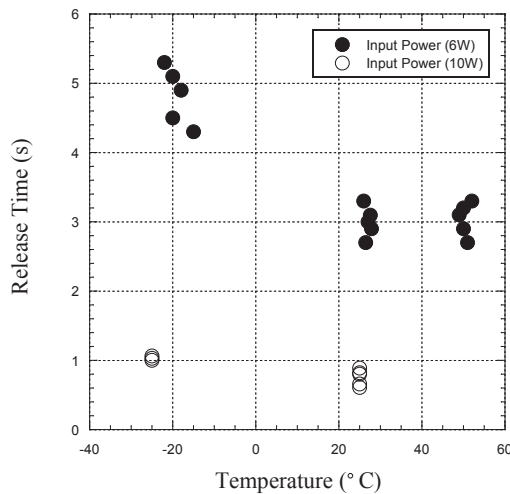 6
Input Power (6W)
Input Power (10W)
5
4
Release Time (s)
3
2
1
0
-40 -20 0 20 40 60
Temperature (° C)